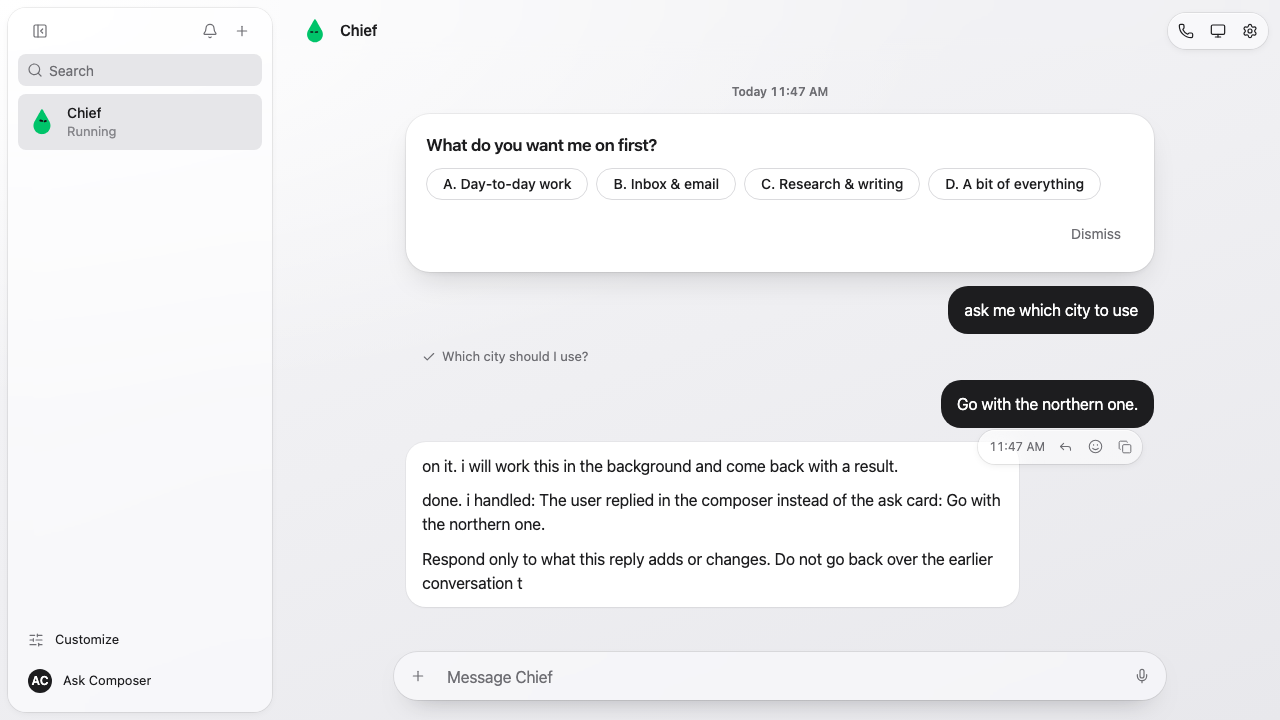 Search
Chief
Running
Customize
AC
Ask Composer
Chief
Today 11:47 AM
What do you want me on first?
A. Day-to-day work
B. Inbox & email
C. Research & writing
D. A bit of everything
Dismiss
ask me which city to use
Which city should I use?
Go with the northern one.
11:47 AM
on it. i will work this in the background and come back with a result.
done. i handled: The user replied in the composer instead of the ask card: Go with
the northern one.
Respond only to what this reply adds or changes. Do not go back over the earlier
conversation t
Message Chief